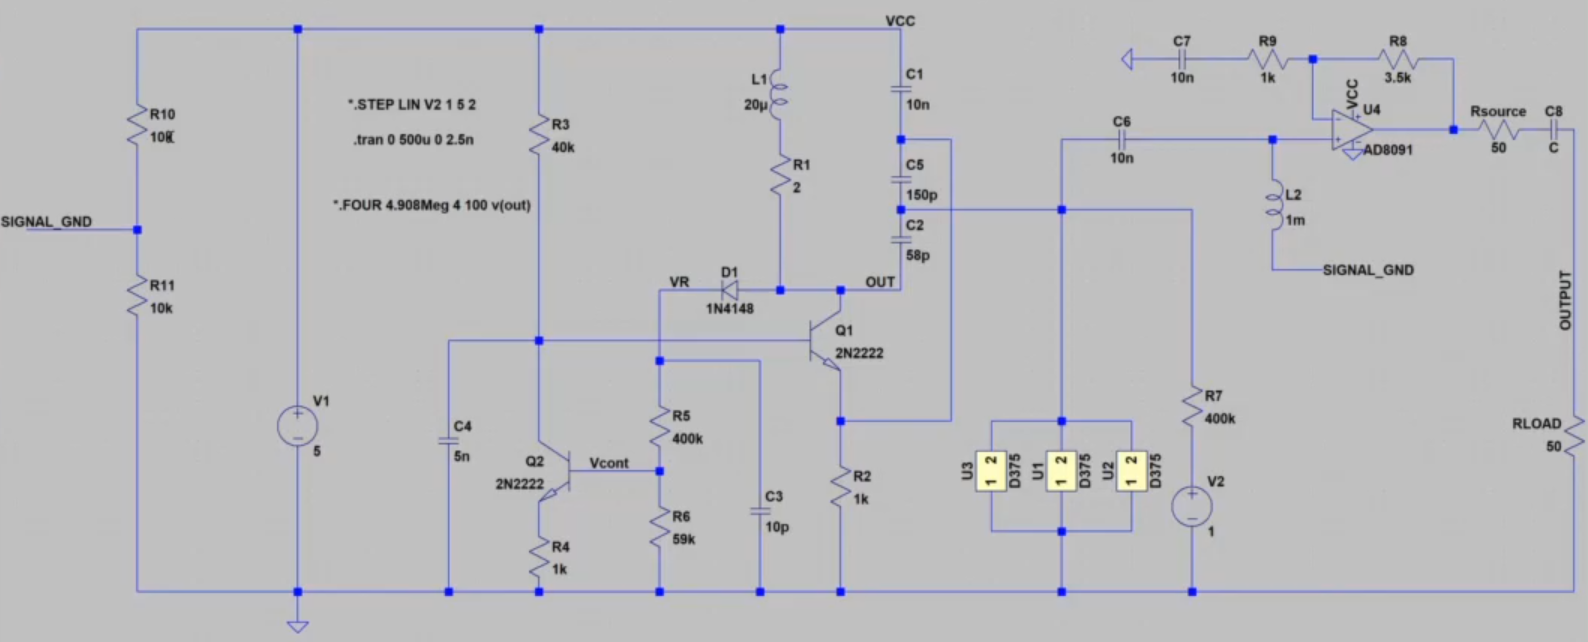 VCC
C7
10n
R9
1k
R8
3.5k
L1
20µ
C1
10n
R10
10k
*.STEP LIN V2 1 5 2
.tran 0 500u 0 2.5n
R3
40k
VCC
U4
AD8091
Rsource
50
C8
C
C6
10n
R1
2
C5
150p
*.FOUR 4.908Meg 4 100 v(out)
SIGNAL_GND
L2
1m
C2
58p
SIGNAL_GND
R11
10k
VR
D1
1N4148
OUT
OUTPUT
Q1
2N2222
V1
5
C4
5n
R5
400k
R7
400k
RLOAD
50
Q2
2N2222
Vcont
R2
1k
U3
1 2
D375
U1
1 2
D375
U2
1 2
D375
V2
1
C3
10p
R6
59k
R4
1k